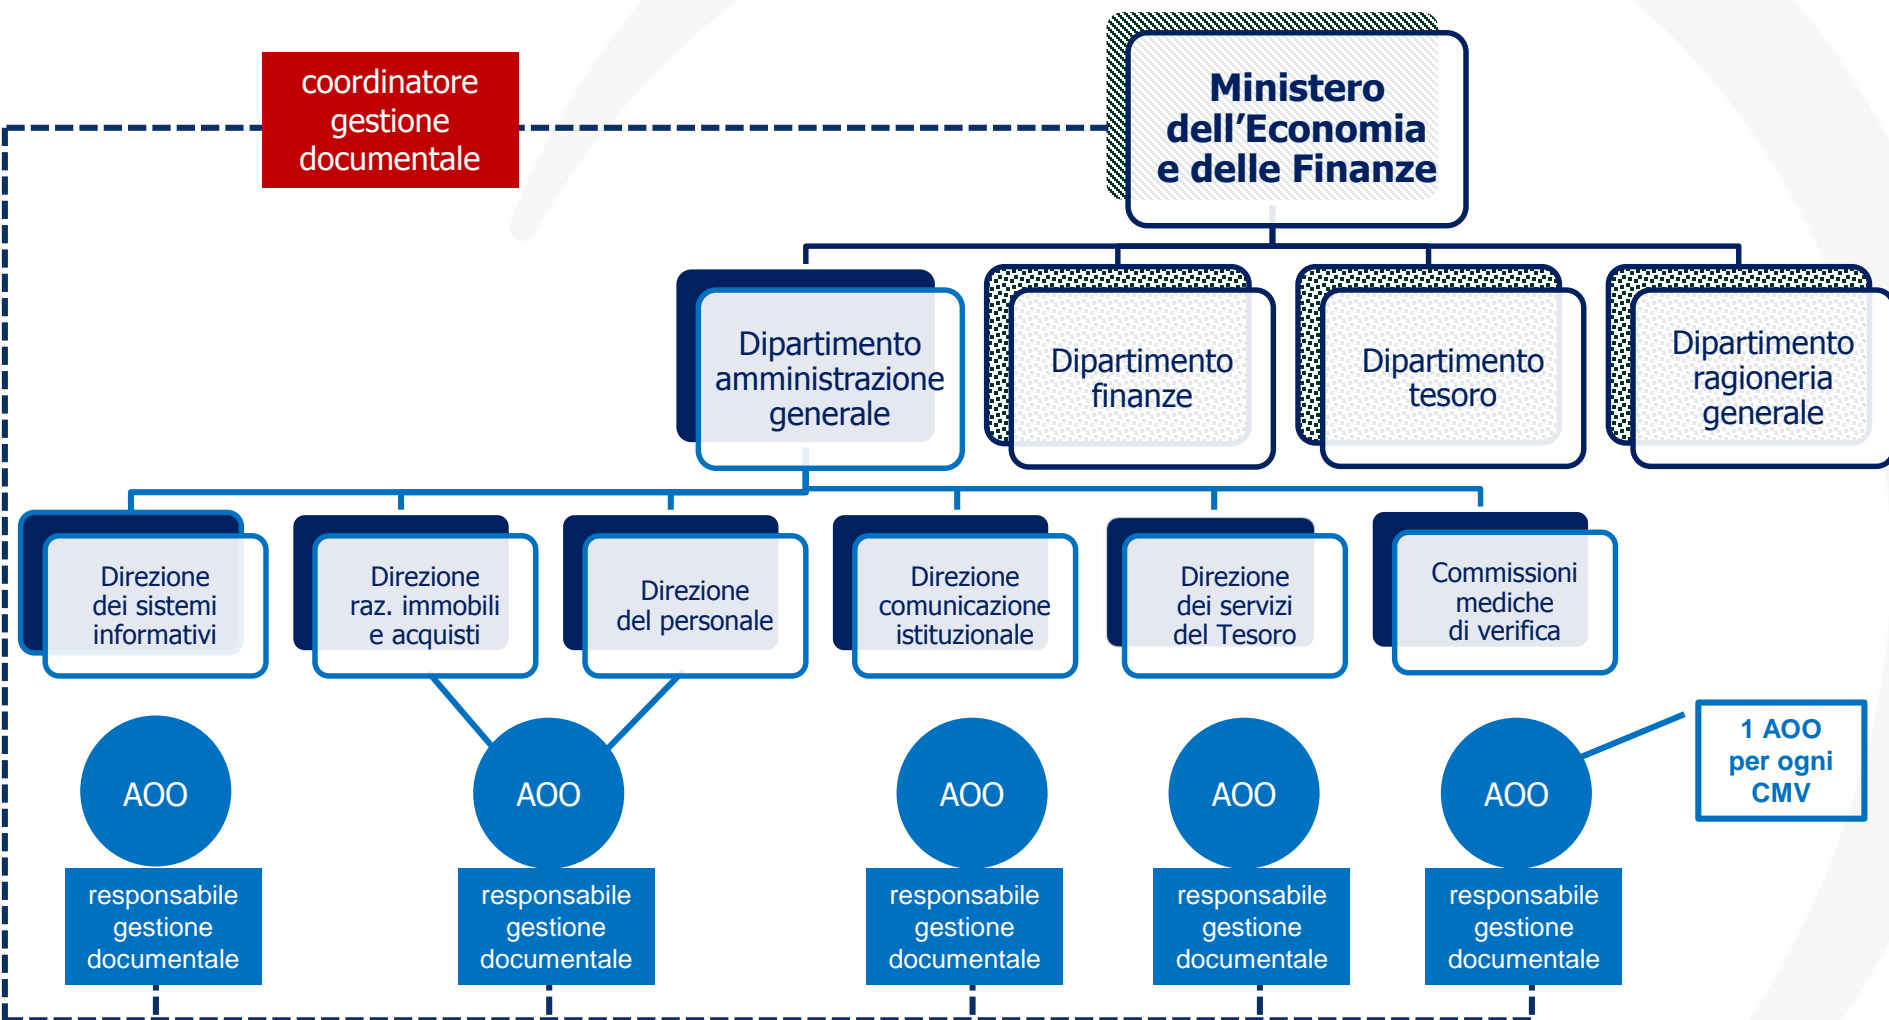 coordinatore
gestione
documentale
Ministero
dell’Economia
e delle Finanze
Dipartimento
amministrazione
generale
Dipartimento
finanze
Dipartimento
tesoro
Dipartimento
ragioneria
generale
Direzione
dei sistemi
informativi
Direzione
raz. immobili
e acquisti
Direzione
del personale
Direzione
comunicazione
istituzionale
Direzione
dei servizi
del Tesoro
Commissioni
mediche
di verifica
AOO
AOO
AOO
AOO
AOO
1 AOO
per ogni
CMV
responsabile
gestione
documentale
responsabile
gestione
documentale
responsabile
gestione
documentale
responsabile
gestione
documentale
responsabile
gestione
documentale